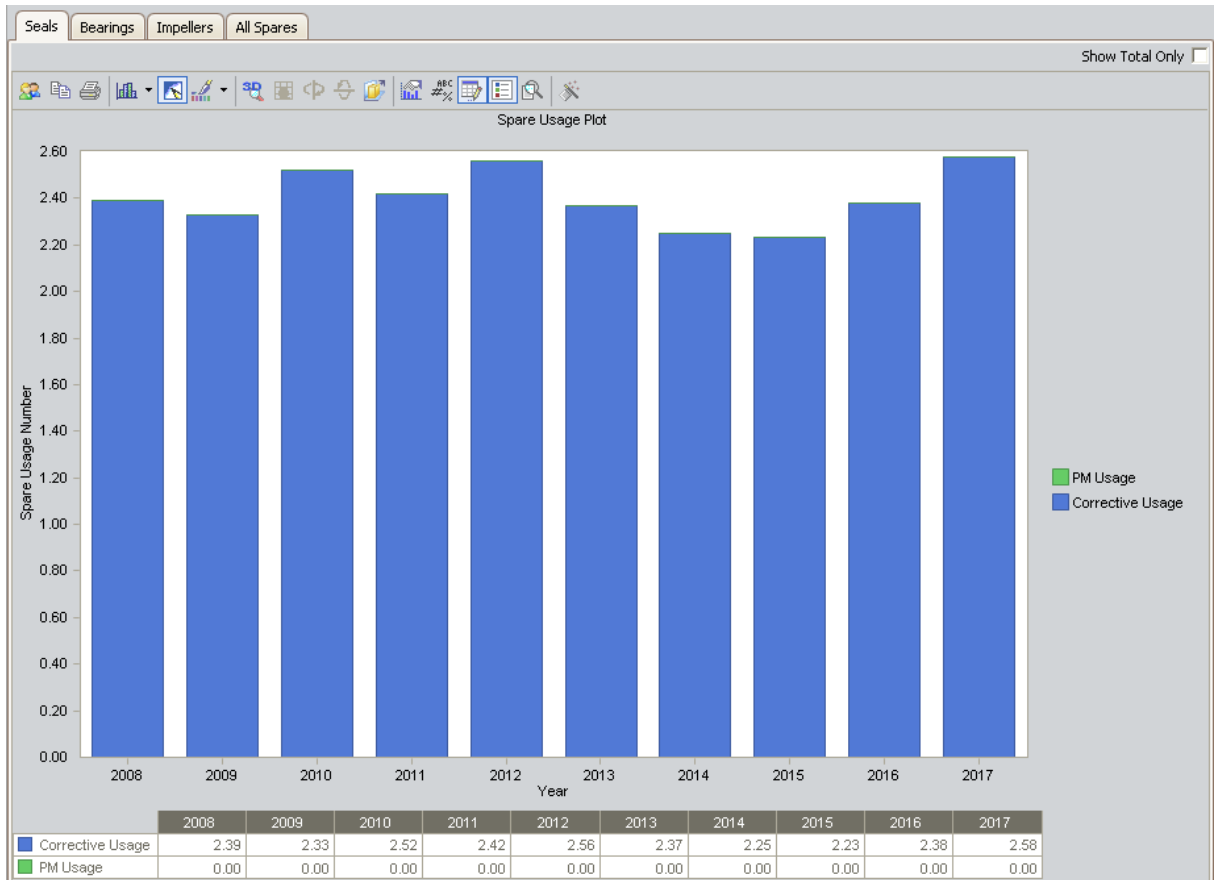 Seals Bearings Impellers All Spares
Show Total Only
3D ABC #,%
Spare Usage Plot
2.60
2.40
2.20
2.00
1.80
1.60
1.40
1.20
1.00
0.80
0.60
0.40
0.20
0.00
Spare Usage Number
PM Usage
Corrective Usage
2008 2009 2010 2011 2012 2013 2014 2015 2016 2017
Year
2008 2009 2010 2011 2012 2013 2014 2015 2016 2017
Corrective Usage 2.39 2.33 2.52 2.42 2.56 2.37 2.25 2.23 2.38 2.58
PM Usage 0.00 0.00 0.00 0.00 0.00 0.00 0.00 0.00 0.00 0.00